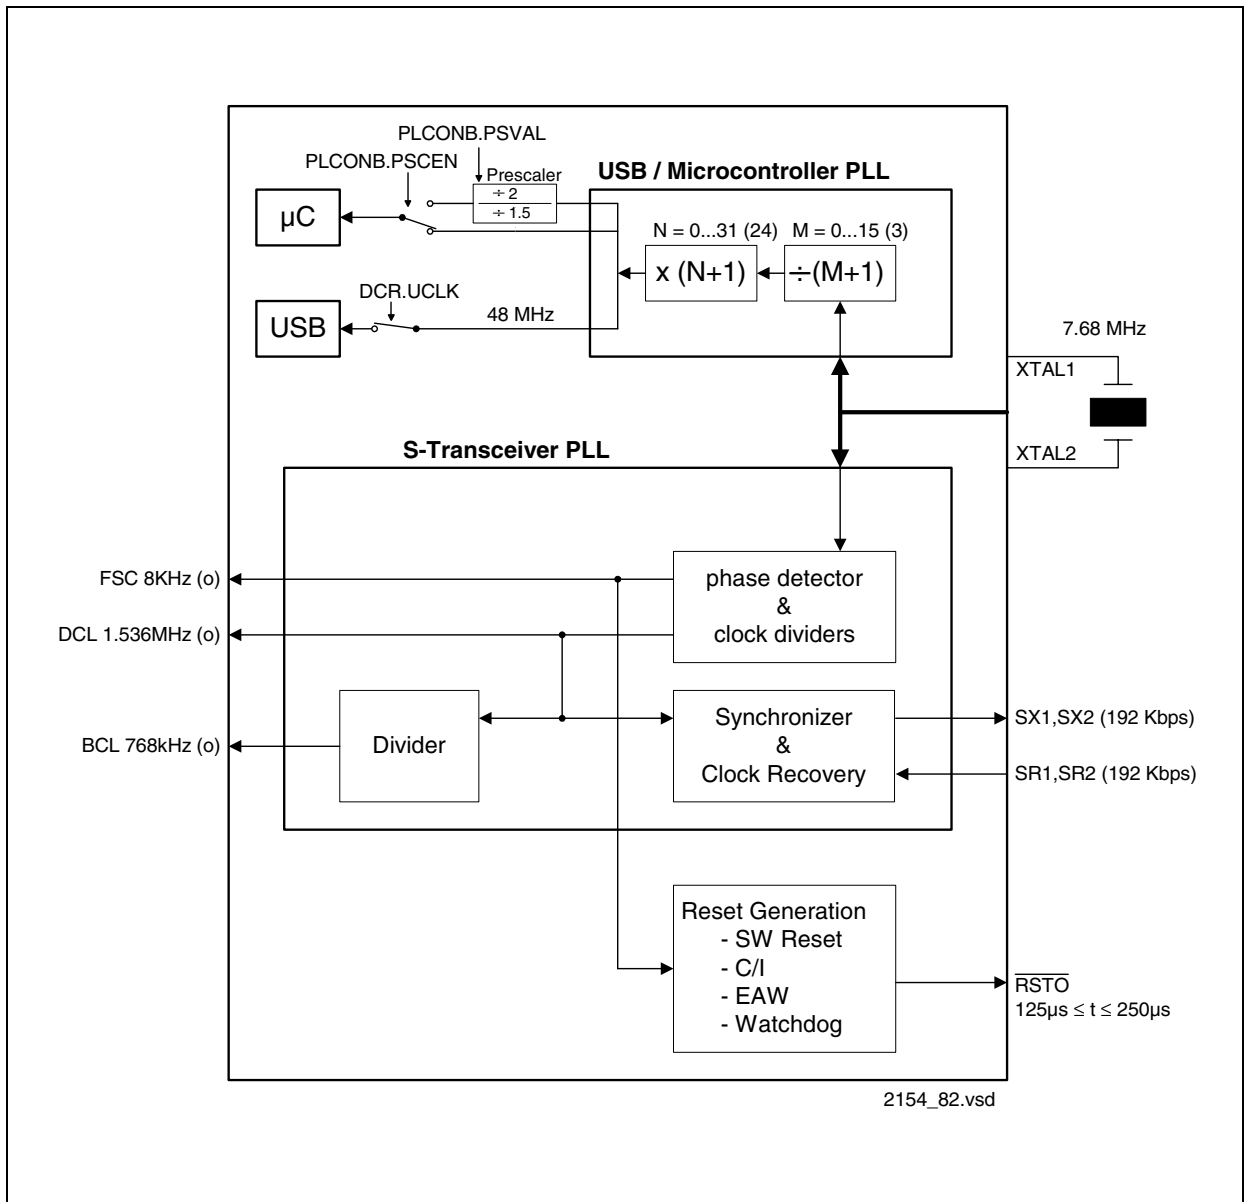 PLCONB.PSVAL
PLCONB.PSCEN
Prescaler
÷ 2
÷ 1.5
USB / Microcontroller PLL
µC
N = 0...31 (24)
M = 0...15 (3)
x (N+1)
÷(M+1)
DCR.UCLK
USB
48 MHz
7.68 MHz
XTAL1
XTAL2
S-Transceiver PLL
FSC 8KHz (o)
phase detector
&
clock dividers
DCL 1.536MHz (o)
Divider
BCL 768kHz (o)
Synchronizer
&
Clock Recovery
SX1,SX2 (192 Kbps)
SR1,SR2 (192 Kbps)
Reset Generation
- SW Reset
- C/I
- EAW
- Watchdog
RSTO
125µs ≤ t ≤ 250µs
2154_82.vsd